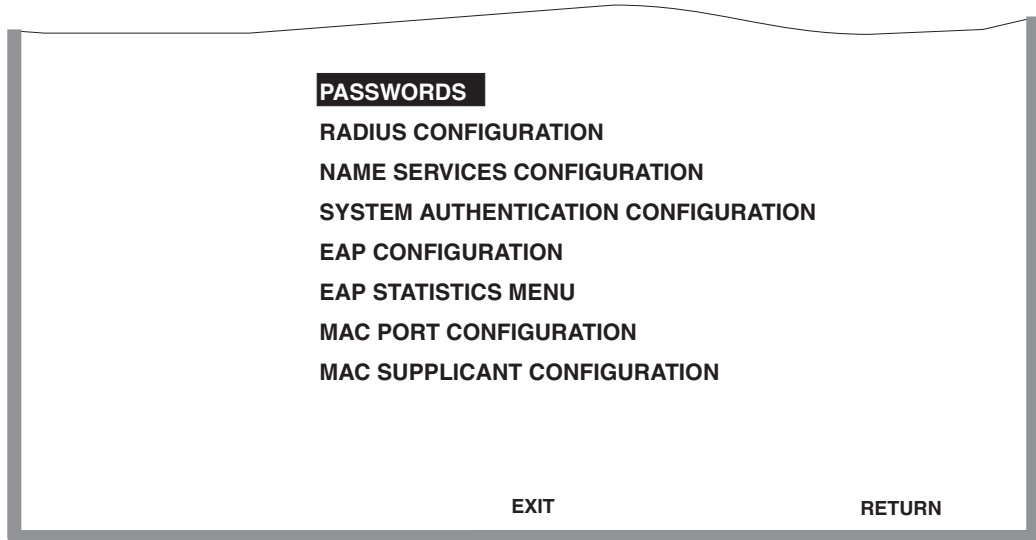 PASSWORDS
RADIUS CONFIGURATION
NAME SERVICES CONFIGURATION
SYSTEM AUTHENTICATION CONFIGURATION
EAP CONFIGURATION
EAP STATISTICS MENU
MAC PORT CONFIGURATION
MAC SUPPLICANT CONFIGURATION
EXIT RETURN